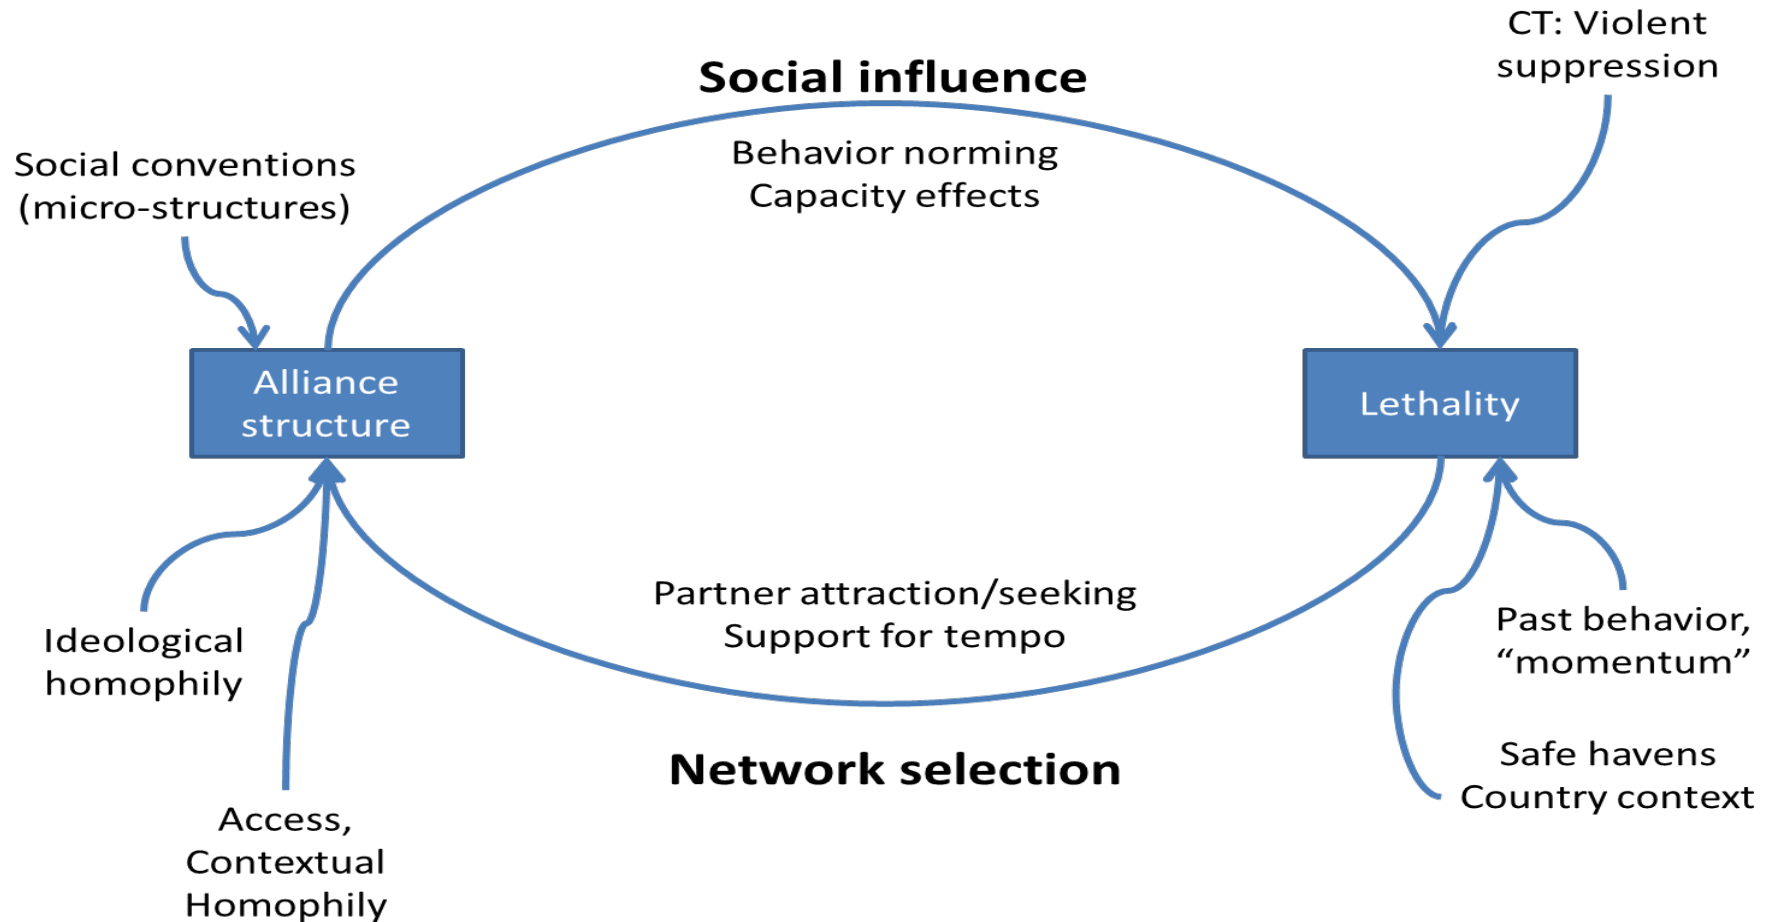 CT: Violent
suppression
Social influence
Behavior norming
Capacity effects
Social conventions
(micro-structures)
Alliance
structure
Lethality
Partner attraction/seeking
Support for tempo
Ideological
homophily
Past behavior,
“momentum”
Network selection
Safe havens
Country context
Access,
Contextual
Homophily